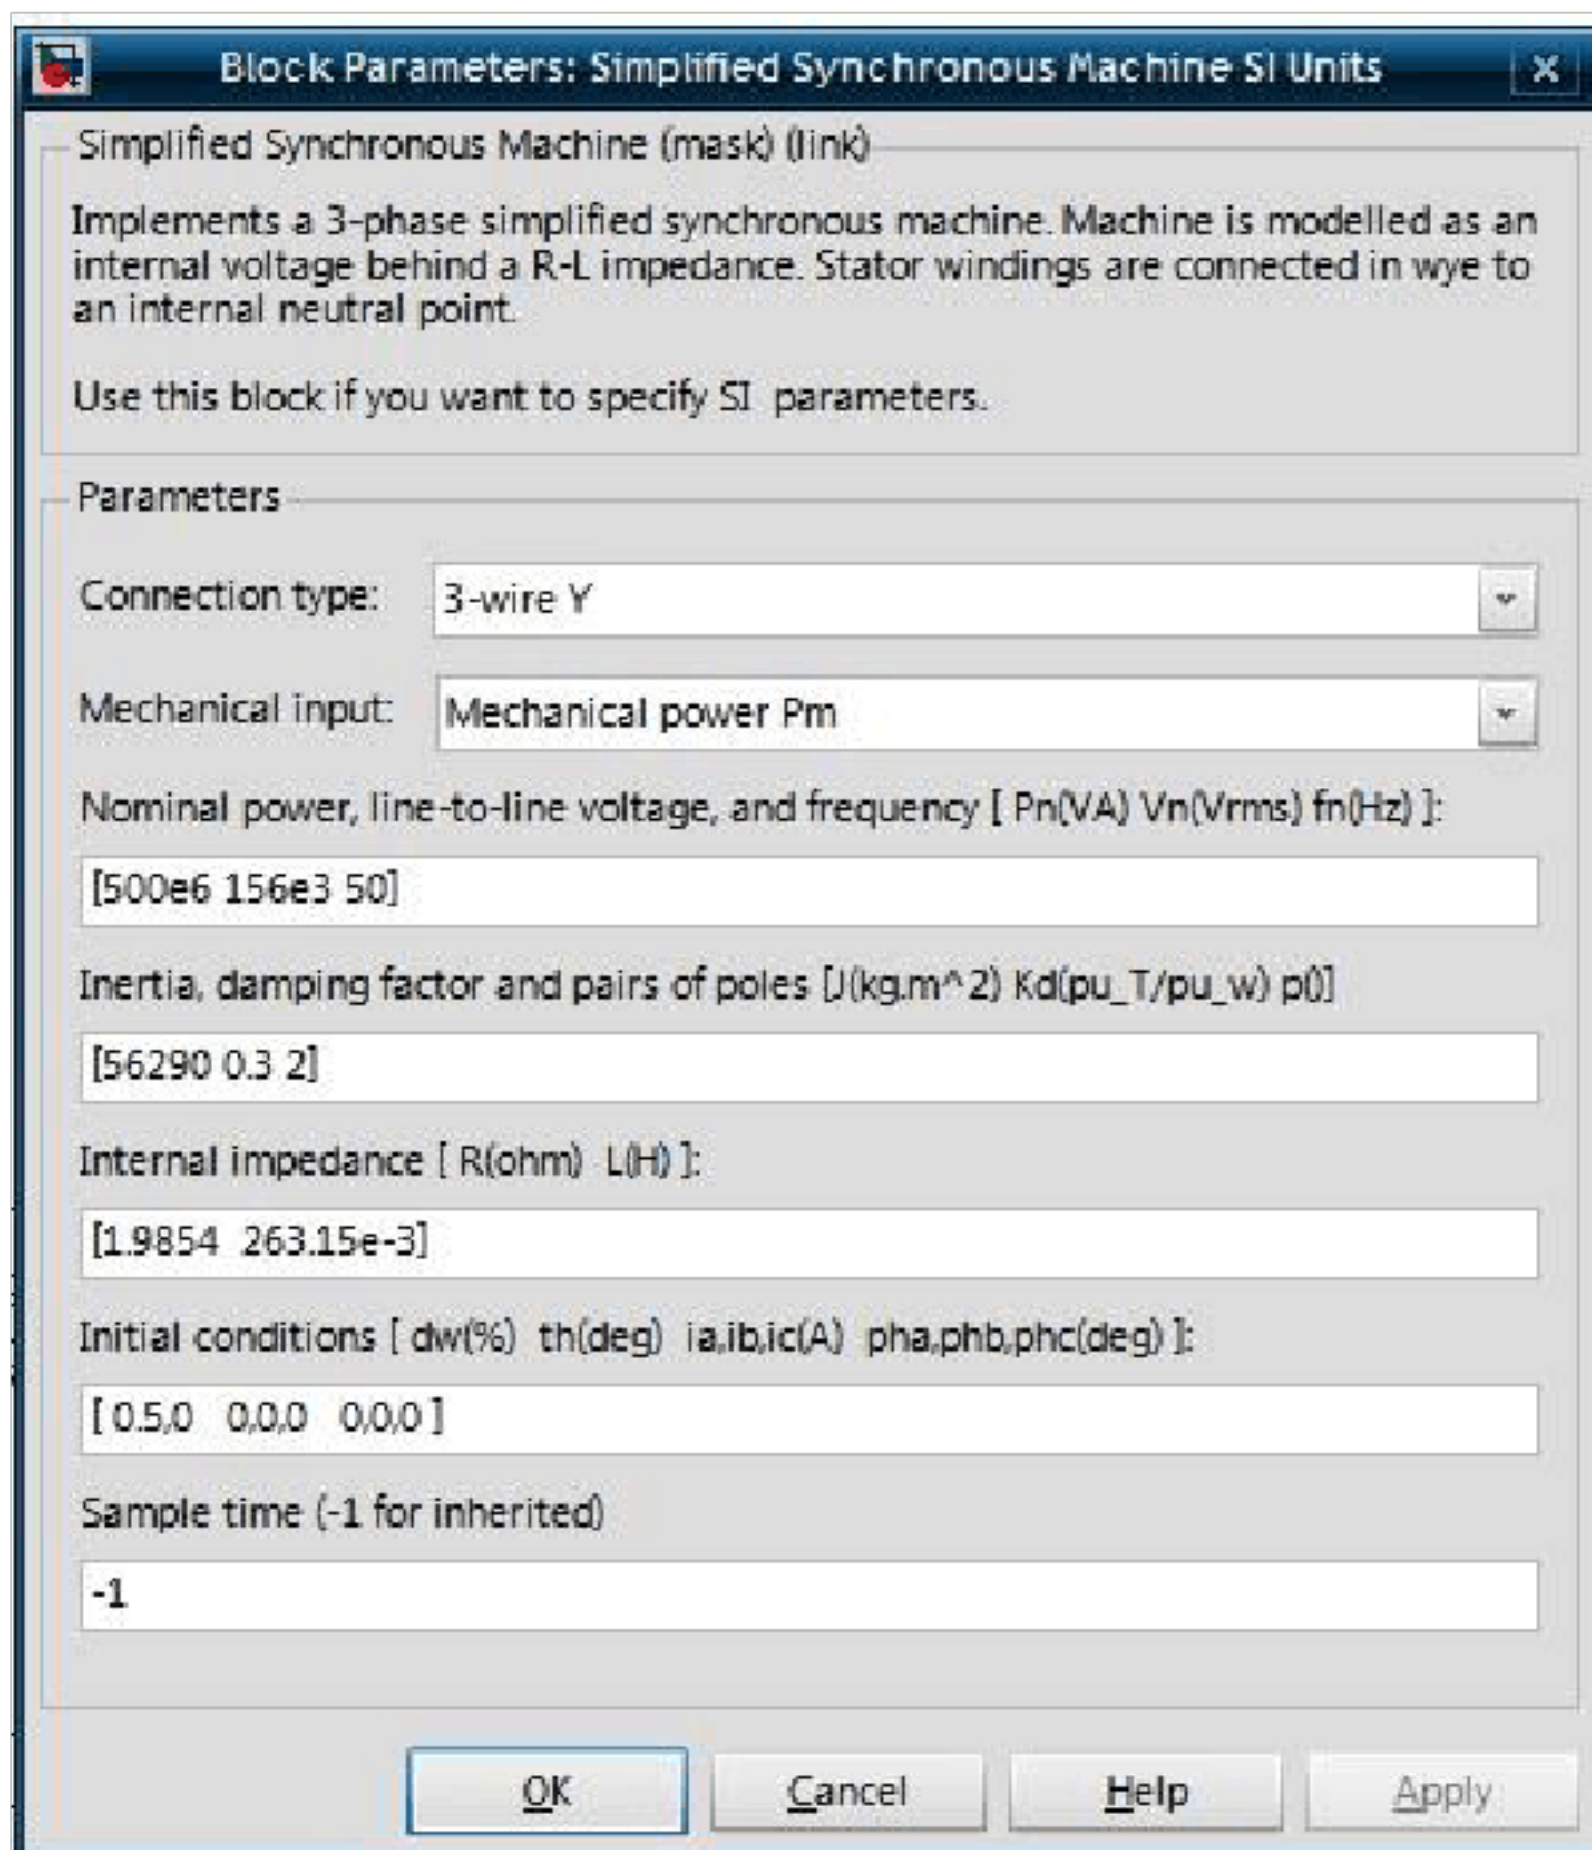 Block Parameters: Simplified Synchronous Machine SI Units
Simplified Synchronous Machine (mask) (link)
Implements a 3-phase simplified synchronous machine. Machine is modelled as an
internal voltage behind a R-L impedance. Stator windings are connected in wye to
an internal neutral point.
Use this block if you want to specify SI parameters.
Parameters
Connection type: 3-wire Y
Mechanical input: Mechanical power Pm
Nominal power, line-to-line voltage, and frequency [ Pn(VA) Vn(Vrms) fn(Hz) ]:
[500e6 156e3 50]
Inertia, damping factor and pairs of poles [J(kg.m^2) Kd(pu_T/pu_w) p()]
[56290 0.3 2]
Internal impedance [ R(ohm) L(H) ]:
[1.9854 263.15e-3]
Initial conditions [ dw(%) th(deg) ia,ib,ic(A) pha,phb,phc(deg) ]:
[ 0.5,0 0,0,0 0,0,0 ]
Sample time (-1 for inherited)
-1
OK Cancel Help Apply